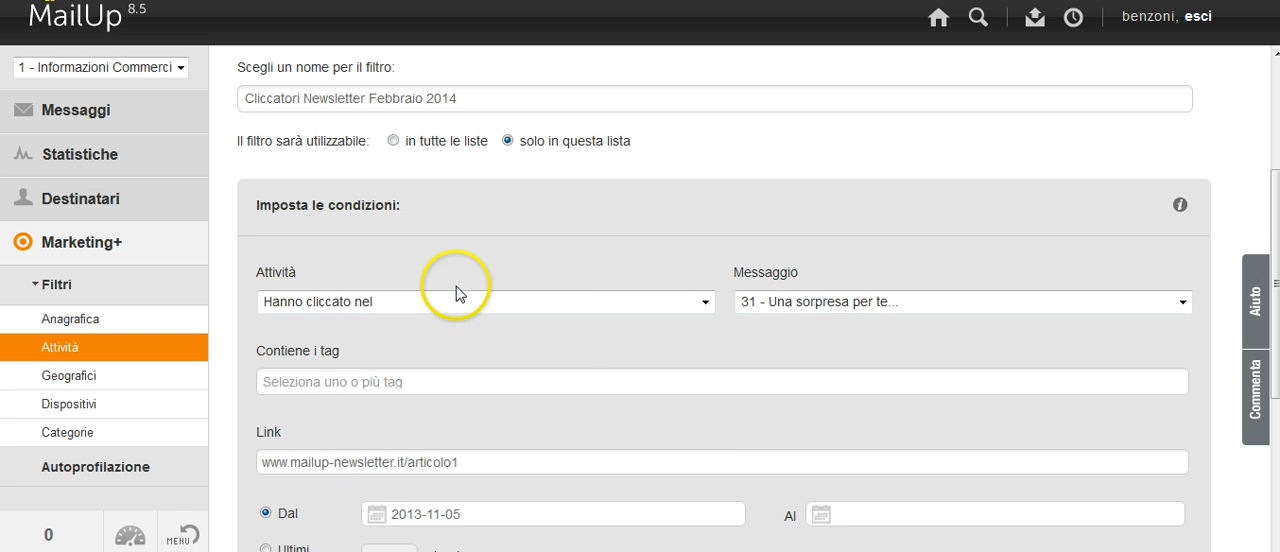 MailUp 8.5
benzoni, esci
1 - Informazioni Commerci
Messaggi
Statistiche
Destinatari
Marketing+
Filtri
Anagrafica
Attività
Geografici
Dispositivi
Categorie
Autoprofilazione
0
MENU
Scegli un nome per il filtro:
Cliccatori Newsletter Febbraio 2014
Il filtro sarà utilizzabile: in tutte le liste solo in questa lista
Imposta le condizioni:
Attività Messaggio
Hanno cliccato nel 31 - Una sorpresa per te...
Contiene i tag
Seleziona uno o più tag
Link
www.mailup-newsletter.it/articolo1
Dal 2013-11-05 Al
Ultimi
Aiuto
Commenta